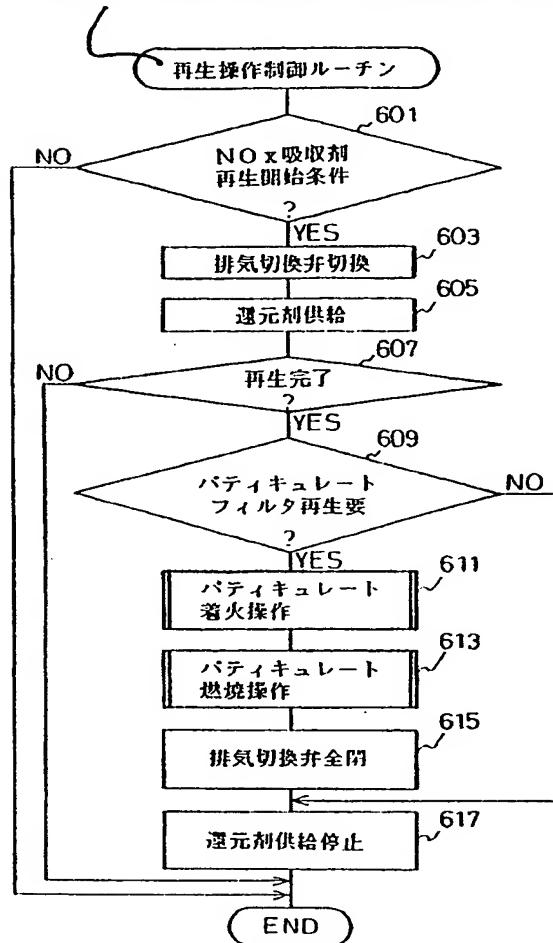 再生操作制御ルーチン
601
NO
NOx吸収剤
再生開始条件
?
YES
603
排気切換非切換
605
還元剤供給
607
NO
再生完了
?
YES
609
パティキュレート
フィルタ再生要
NO
?
YES
611
パティキュレート
着火操作
613
パティキュレート
燃焼操作
615
排気切換非全閉
617
還元剤供給停止
END